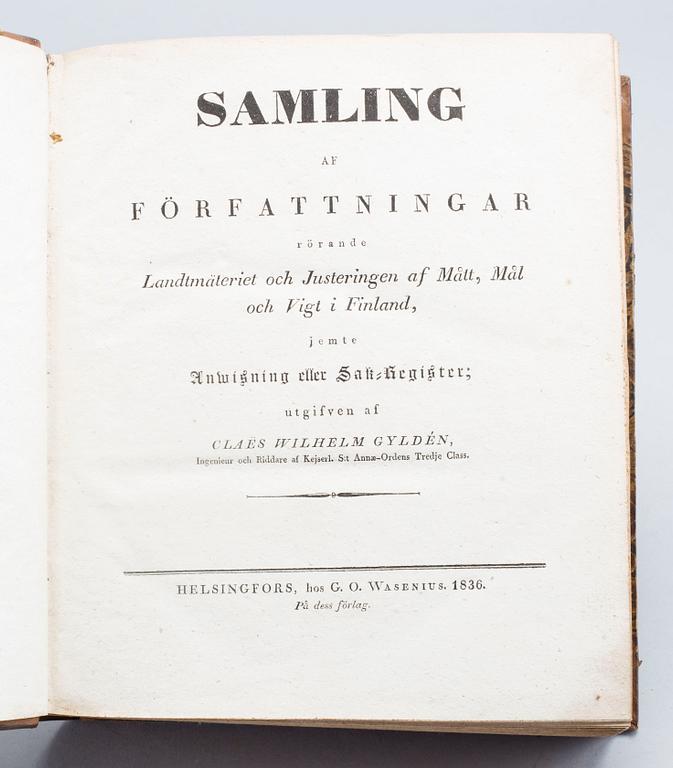 SAMLING
AF
FÖRFATTNINGAR
rörande
Landtmäteriet och Justeringen af Mått, Mål
och Vigt i Finland,
jemte
Anwisning eller Sak-Register;
utgifven af
CLAËS WILHELM GYLDÉN,
Ingenieur och Riddare af Kejserl. S:t Annæ-Ordens Tredje Class.
HELSINGFORS, hos G. O. WASENIUS. 1836.
På dess förlag.